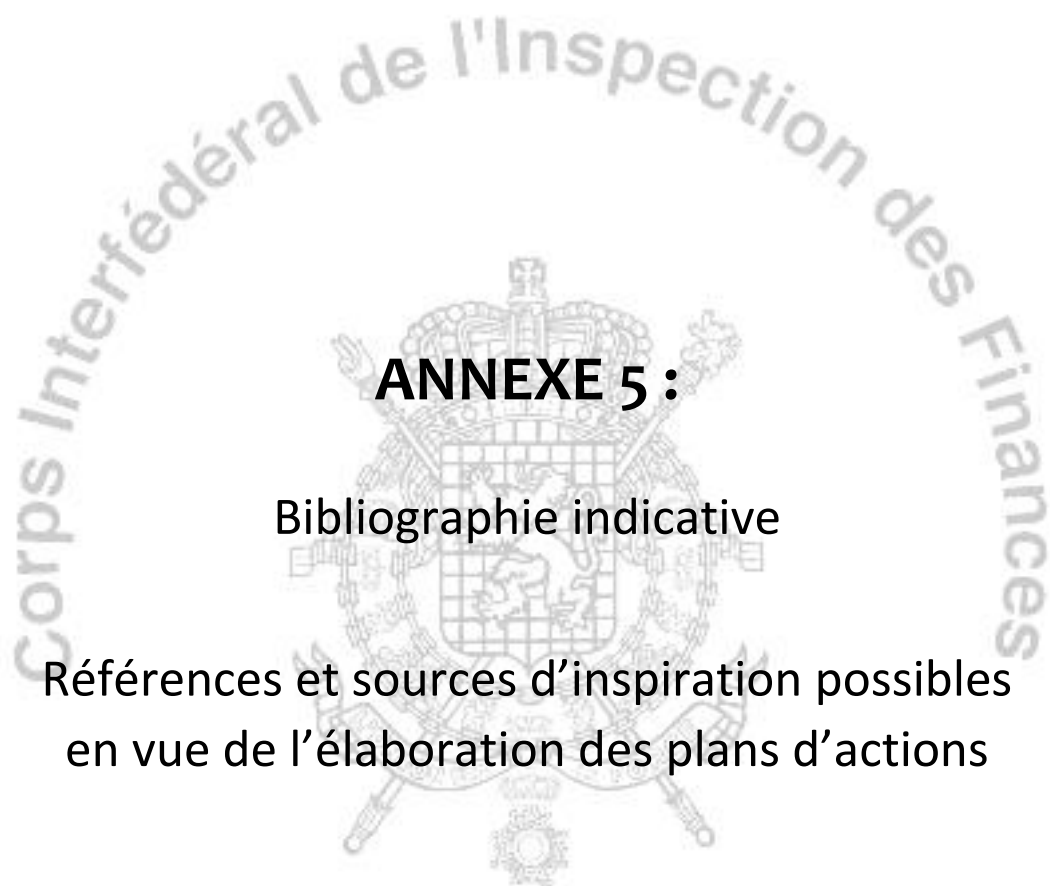 Corps Interfédéral de l'Inspection des Finances
ANNEXE 5 :
Bibliographie indicative
Références et sources d’inspiration possibles
en vue de l’élaboration des plans d’actions